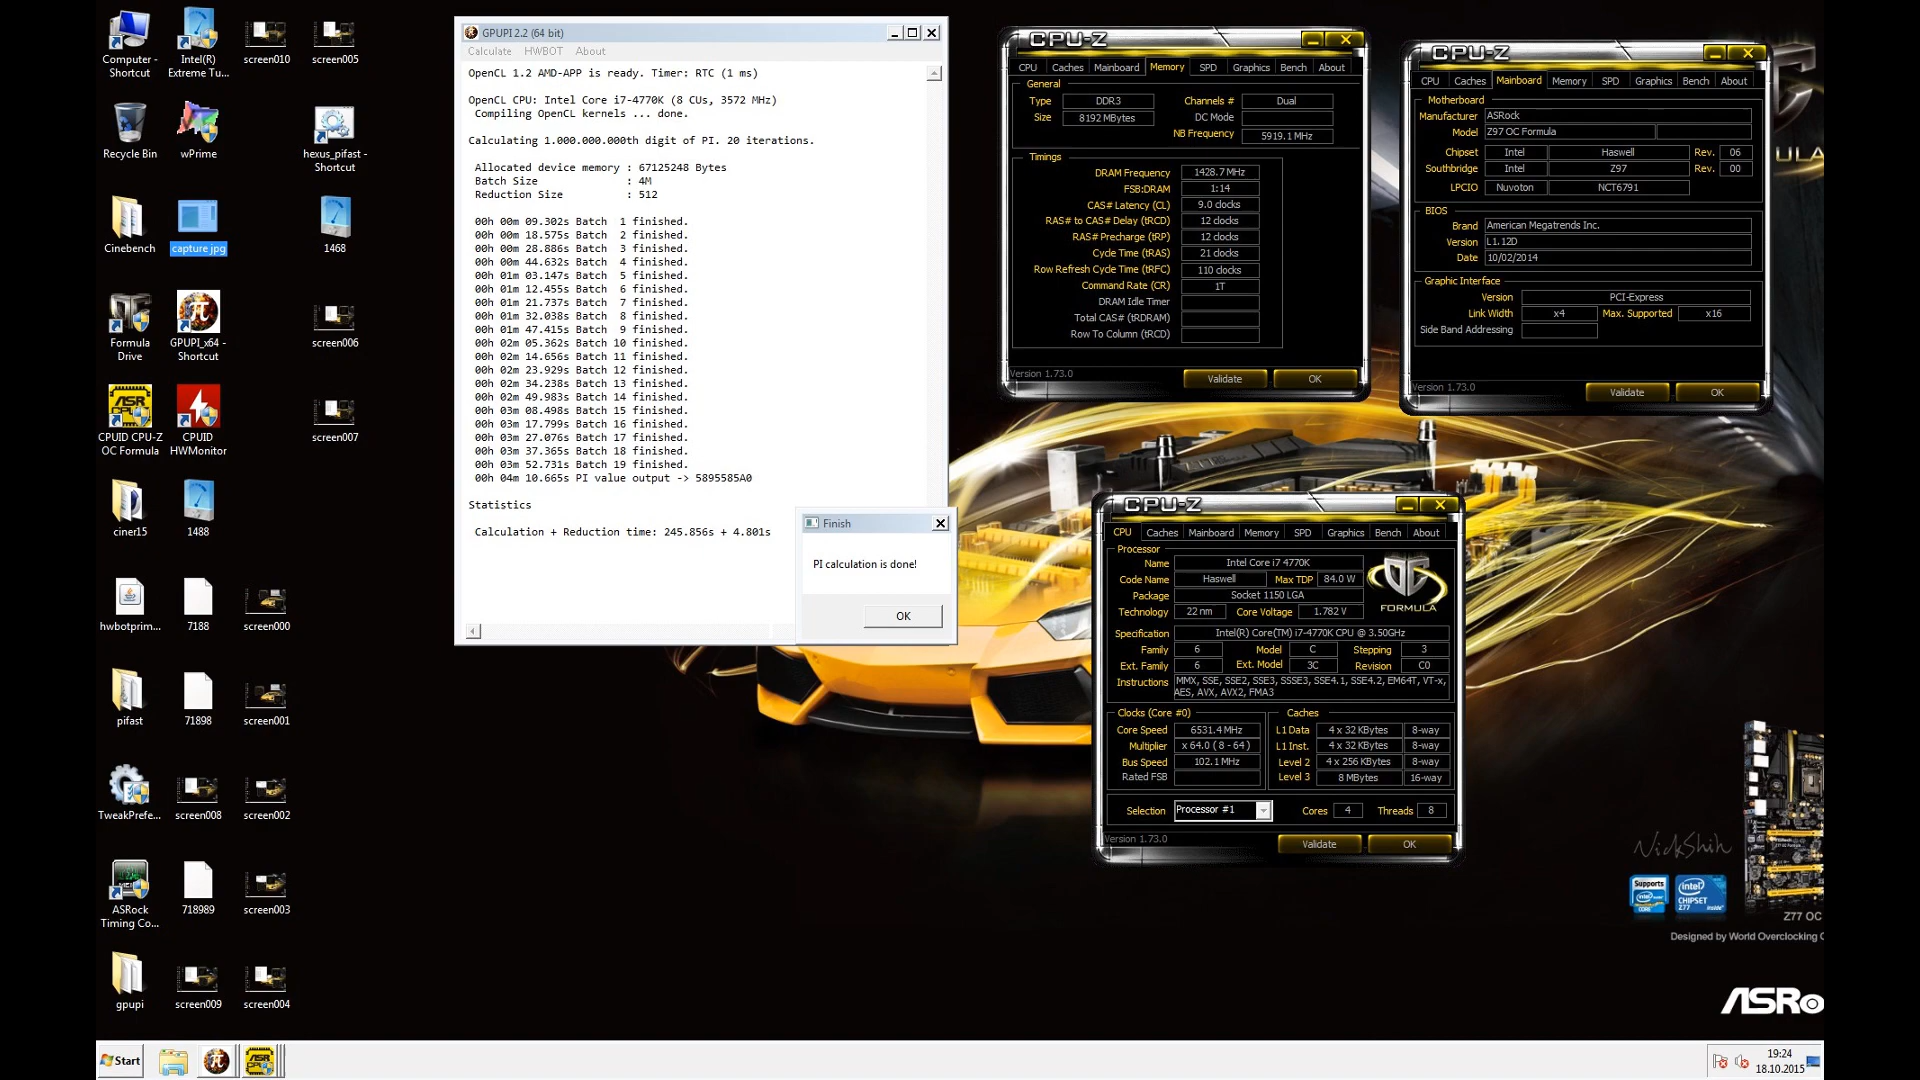 Computer - Shortcut
Intel(R) Extreme Tu...
screen010
screen005
Recycle Bin
wPrime
hexus_pifast - Shortcut
Cinebench
capture jpg
1468
Formula Drive
GPUPI_x64 - Shortcut
screen006
CPUID CPU-Z OC Formula
CPUID HWMonitor
screen007
ciner15
1488
hwbotprim...
7188
screen000
pifast
71898
screen001
TweakPrefe...
screen008
screen002
ASRock Timing Co...
718989
screen003
gpupi
screen009
screen004
GPUPI 2.2 (64 bit)
Calculate HWBOT About
OpenCL 1.2 AMD-APP is ready. Timer: RTC (1 ms)
OpenCL CPU: Intel Core i7-4770K (8 CUs, 3572 MHz)
Compiling OpenCL kernels ... done.
Calculating 1.000.000.000th digit of PI. 20 iterations.
Allocated device memory : 67125248 Bytes
Batch Size : 4M
Reduction Size : 512
00h 00m 09.302s Batch 1 finished.
00h 00m 18.575s Batch 2 finished.
00h 00m 28.886s Batch 3 finished.
00h 00m 44.632s Batch 4 finished.
00h 01m 03.147s Batch 5 finished.
00h 01m 12.455s Batch 6 finished.
00h 01m 21.737s Batch 7 finished.
00h 01m 32.038s Batch 8 finished.
00h 01m 47.415s Batch 9 finished.
00h 02m 05.362s Batch 10 finished.
00h 02m 14.656s Batch 11 finished.
00h 02m 23.929s Batch 12 finished.
00h 02m 34.238s Batch 13 finished.
00h 02m 49.983s Batch 14 finished.
00h 03m 08.498s Batch 15 finished.
00h 03m 17.799s Batch 16 finished.
00h 03m 27.076s Batch 17 finished.
00h 03m 37.365s Batch 18 finished.
00h 03m 52.731s Batch 19 finished.
00h 04m 10.665s PI value output -> 5895585A0
Statistics
Calculation + Reduction time: 245.856s + 4.801s
Finish
PI calculation is done!
OK
CPU-Z
CPU Caches Mainboard Memory SPD Graphics Bench About
General
Type DDR3 Channels # Dual
Size 8192 MBytes DC Mode
NB Frequency 5919.1 MHz
Timings
DRAM Frequency 1428.7 MHz
FSB:DRAM 1:14
CAS# Latency (CL) 9.0 clocks
RAS# to CAS# Delay (tRCD) 12 clocks
RAS# Precharge (tRP) 12 clocks
Cycle Time (tRAS) 21 clocks
Row Refresh Cycle Time (tRFC) 110 clocks
Command Rate (CR) 1T
DRAM Idle Timer
Total CAS# (tRDRAM)
Row To Column (tRCD)
Version 1.73.0
Validate OK
CPU-Z
CPU Caches Mainboard Memory SPD Graphics Bench About
Motherboard
Manufacturer ASRock
Model Z97 OC Formula
Chipset Intel Haswell Rev. 06
Southbridge Intel Z97 Rev. 00
LPCIO Nuvoton NCT6791
BIOS
Brand American Megatrends Inc.
Version L1.12D
Date 10/02/2014
Graphic Interface
Version PCI-Express
Link Width x4 Max. Supported x16
Side Band Addressing
Version 1.73.0
Validate OK
ULA
CPU-Z
CPU Caches Mainboard Memory SPD Graphics Bench About
Processor
Name Intel Core i7 4770K
Code Name Haswell Max TDP 84.0 W
Package Socket 1150 LGA
Technology 22 nm Core Voltage 1.782 V
OC FORMULA
Specification Intel(R) Core(TM) i7-4770K CPU @ 3.50GHz
Family 6 Model C Stepping 3
Ext. Family 6 Ext. Model 3C Revision C0
Instructions MMX, SSE, SSE2, SSE3, SSSE3, SSE4.1, SSE4.2, EM64T, VT-x,
AES, AVX, AVX2, FMA3
Clocks (Core #0) Caches
Core Speed 6531.4 MHz L1 Data 4 x 32 KBytes 8-way
Multiplier x 64.0 ( 8 - 64 ) L1 Inst. 4 x 32 KBytes 8-way
Bus Speed 102.1 MHz Level 2 4 x 256 KBytes 8-way
Rated FSB Level 3 8 MBytes 16-way
Selection Processor #1 Cores 4 Threads 8
Version 1.73.0
Validate OK
NickShih
Supports
CORE
intel CHIPSET Z77 inside
Z77 OC
Designed by World Overclocking
ASRo
Start
19:24
18.10.2015